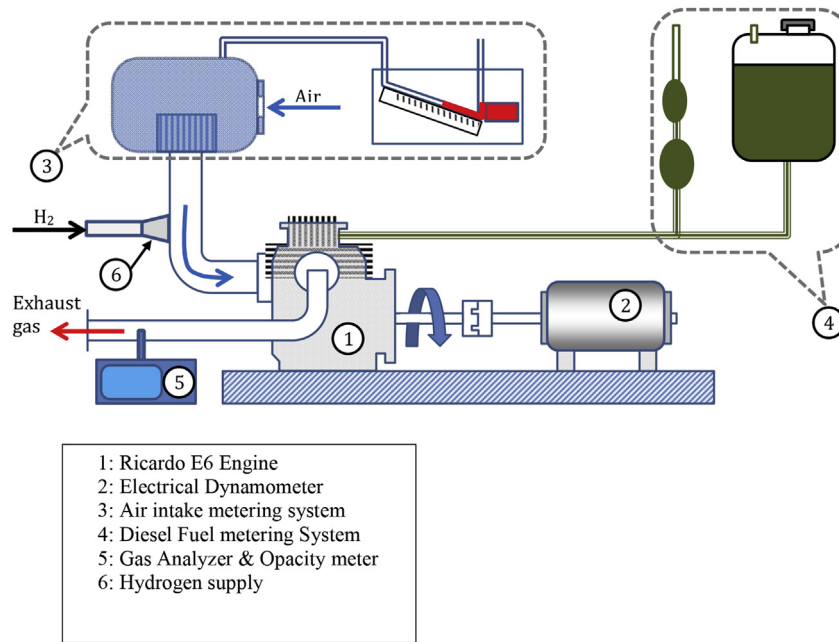 Air
3
H2
6
Exhaust
gas
1
2
4
5
1: Ricardo E6 Engine
2: Electrical Dynamometer
3: Air intake metering system
4: Diesel Fuel metering System
5: Gas Analyzer & Opacity meter
6: Hydrogen supply